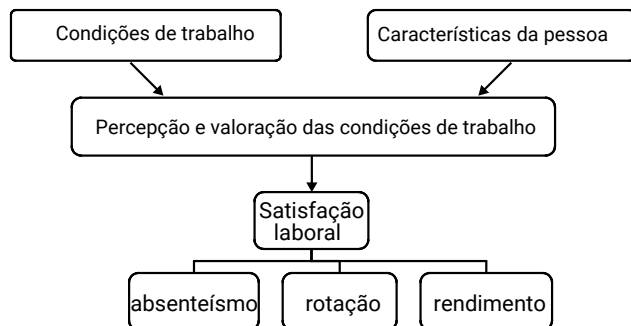 Condições de trabalho
Características da pessoa
Percepção e valoração das condições de trabalho
Satisfação
laboral
absenteísmo
rotação
rendimento